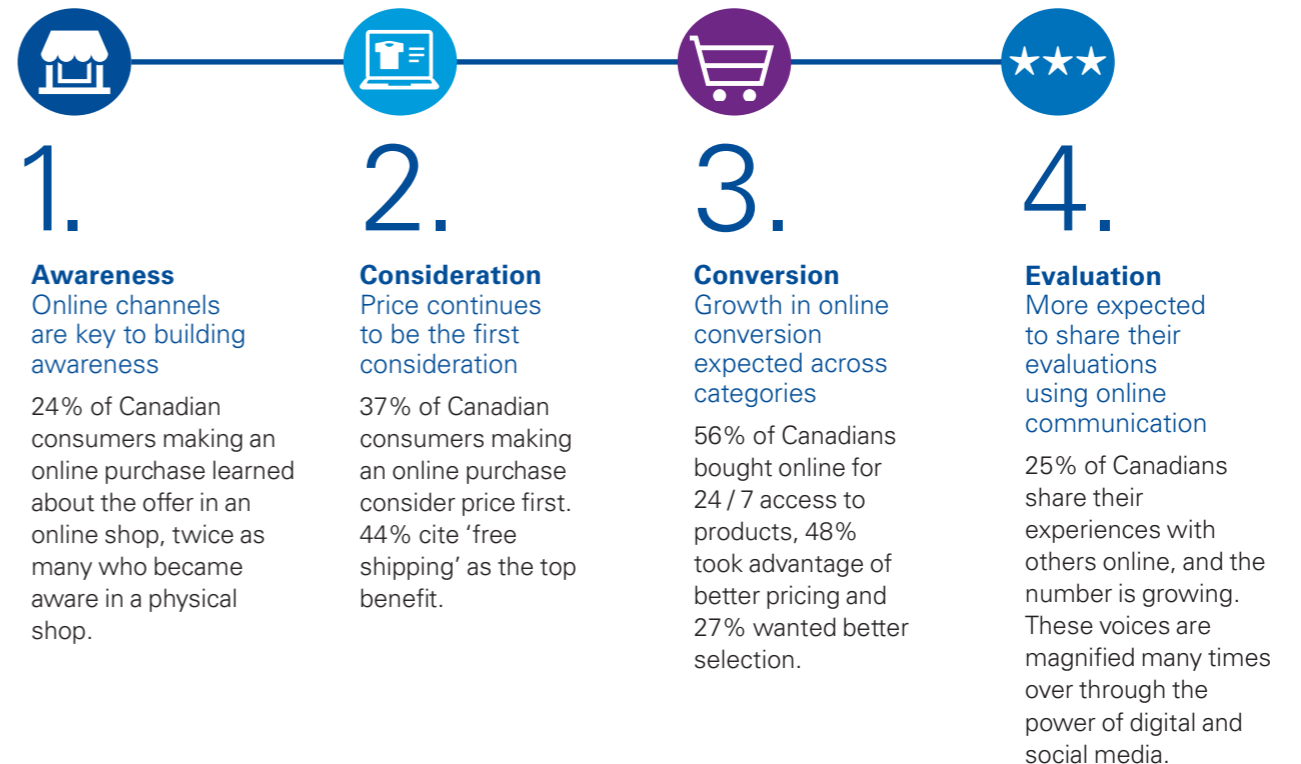 1.
Awareness
Online channels
are key to building
awareness
24% of Canadian
consumers making an
online purchase learned
about the offer in an
online shop, twice as
many who became
aware in a physical
shop.
2.
Consideration
Price continues
to be the first
consideration
37% of Canadian
consumers making
an online purchase
consider price first.
44% cite ‘free
shipping’ as the top
benefit.
3.
Conversion
Growth in online
conversion
expected across
categories
56% of Canadians
bought online for
24 / 7 access to
products, 48%
took advantage of
better pricing and
27% wanted better
selection.
4.
Evaluation
More expected
to share their
evaluations
using online
communication
25% of Canadians
share their
experiences with
others online, and the
number is growing.
These voices are
magnified many times
over through the
power of digital and
social media.